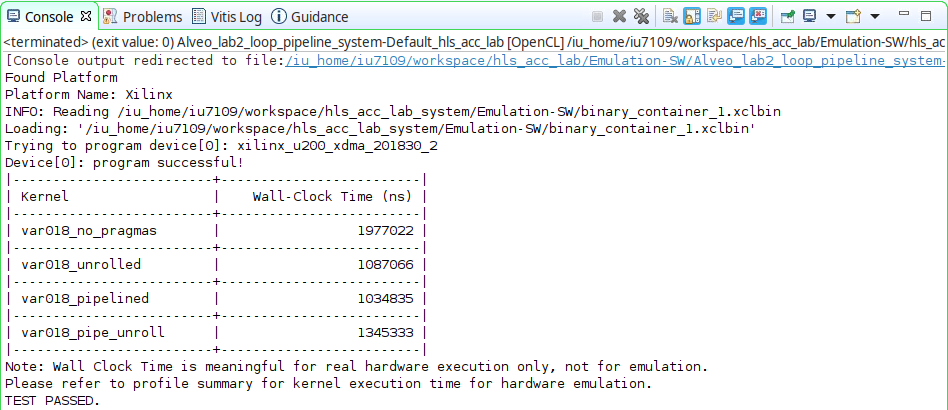 Console Problems Vitis Log Guidance
<terminated> (exit value: 0) Alveo_lab2_loop_pipeline_system-Default_hls_acc_lab [OpenCL] /iu_home/iu7109/workspace/hls_acc_lab/Emulation-SW/hls_ac
[Console output redirected to file:/iu_home/iu7109/workspace/hls_acc_lab/Emulation-SW/Alveo_lab2_loop_pipeline_system-
Found Platform
Platform Name: Xilinx
INFO: Reading /iu_home/iu7109/workspace/hls_acc_lab_system/Emulation-SW/binary_container_1.xclbin
Loading: '/iu_home/iu7109/workspace/hls_acc_lab_system/Emulation-SW/binary_container_1.xclbin'
Trying to program device[0]: xilinx_u200_xdma_201830_2
Device[0]: program successful!
|-------------------------+-------------------------|
| Kernel                  |    Wall-Clock Time (ns) |
|-------------------------+-------------------------|
| var018_no_pragmas       |                 1977022 |
|-------------------------+-------------------------|
| var018_unrolled         |                 1087066 |
|-------------------------+-------------------------|
| var018_pipelined        |                 1034835 |
|-------------------------+-------------------------|
| var018_pipe_unroll      |                 1345333 |
|-------------------------+-------------------------|
Note: Wall Clock Time is meaningful for real hardware execution only, not for emulation.
Please refer to profile summary for kernel execution time for hardware emulation.
TEST PASSED.